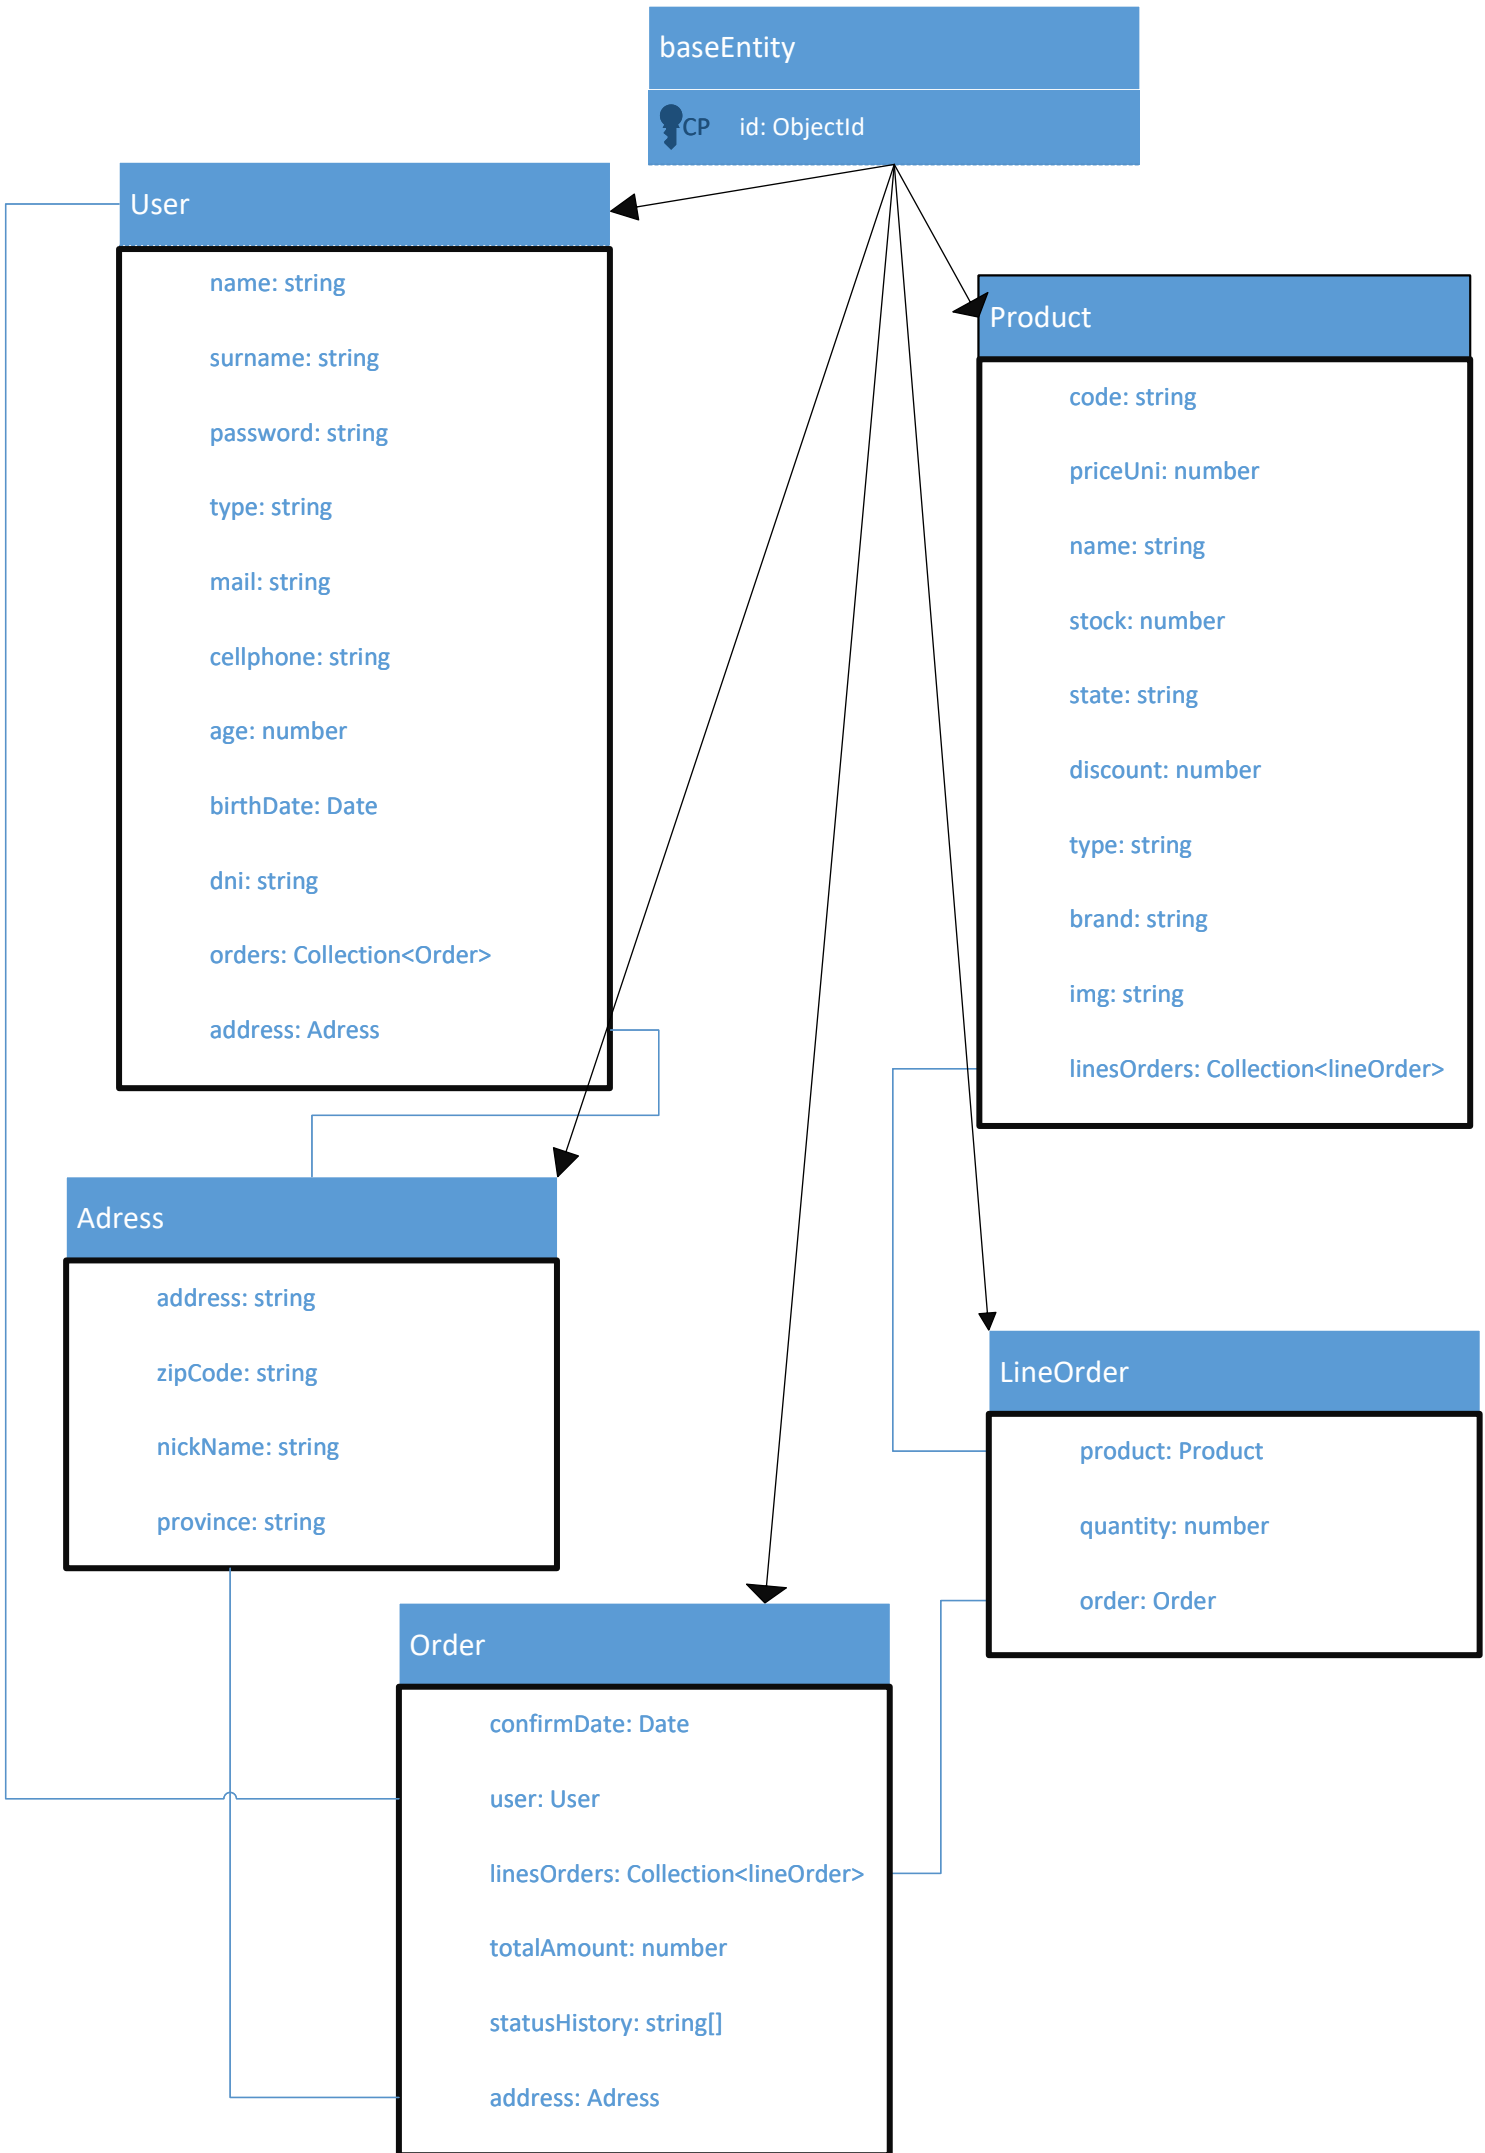 baseEntity
CP id: ObjectId
User
name: string
surname: string
password: string
type: string
mail: string
cellphone: string
age: number
birthDate: Date
dni: string
orders: Collection<Order>
address: Adress
Product
code: string
priceUni: number
name: string
stock: number
state: string
discount: number
type: string
brand: string
img: string
linesOrders: Collection<lineOrder>
Adress
address: string
zipCode: string
nickName: string
province: string
LineOrder
product: Product
quantity: number
order: Order
Order
confirmDate: Date
user: User
linesOrders: Collection<lineOrder>
totalAmount: number
statusHistory: string[]
address: Adress